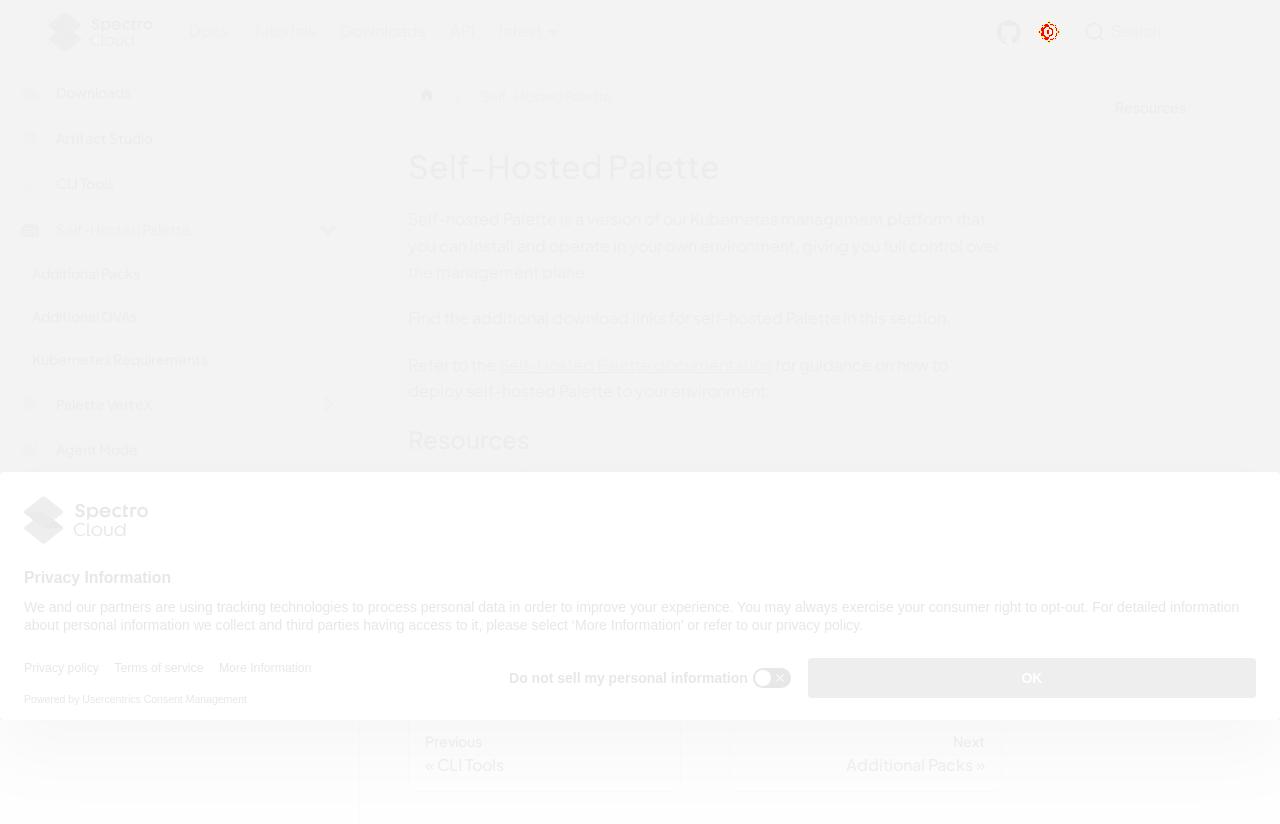 Spectro Cloud
Docs Tutorials Downloads API latest
Search
Downloads
Artifact Studio
CLI Tools
Self-Hosted Palette
Additional Packs
Additional OVAs
Kubernetes Requirements
Palette VerteX
Agent Mode
Self-Hosted Palette
Resources
Self-Hosted Palette
Self-hosted Palette is a version of our Kubernetes management platform that
you can install and operate in your own environment, giving you full control over
the management plane.
Find the additional download links for self-hosted Palette in this section.
Refer to the Self-Hosted Palette documentation for guidance on how to
deploy self-hosted Palette to your environment.
Resources
Spectro
Cloud
Privacy Information
We and our partners are using tracking technologies to process personal data in order to improve your experience. You may always exercise your consumer right to opt-out. For detailed information
about personal information we collect and third parties having access to it, please select ‘More Information’ or refer to our privacy policy.
Privacy policy Terms of service More Information
Do not sell my personal information
OK
Powered by Usercentrics Consent Management
Previous
« CLI Tools
Next
Additional Packs »